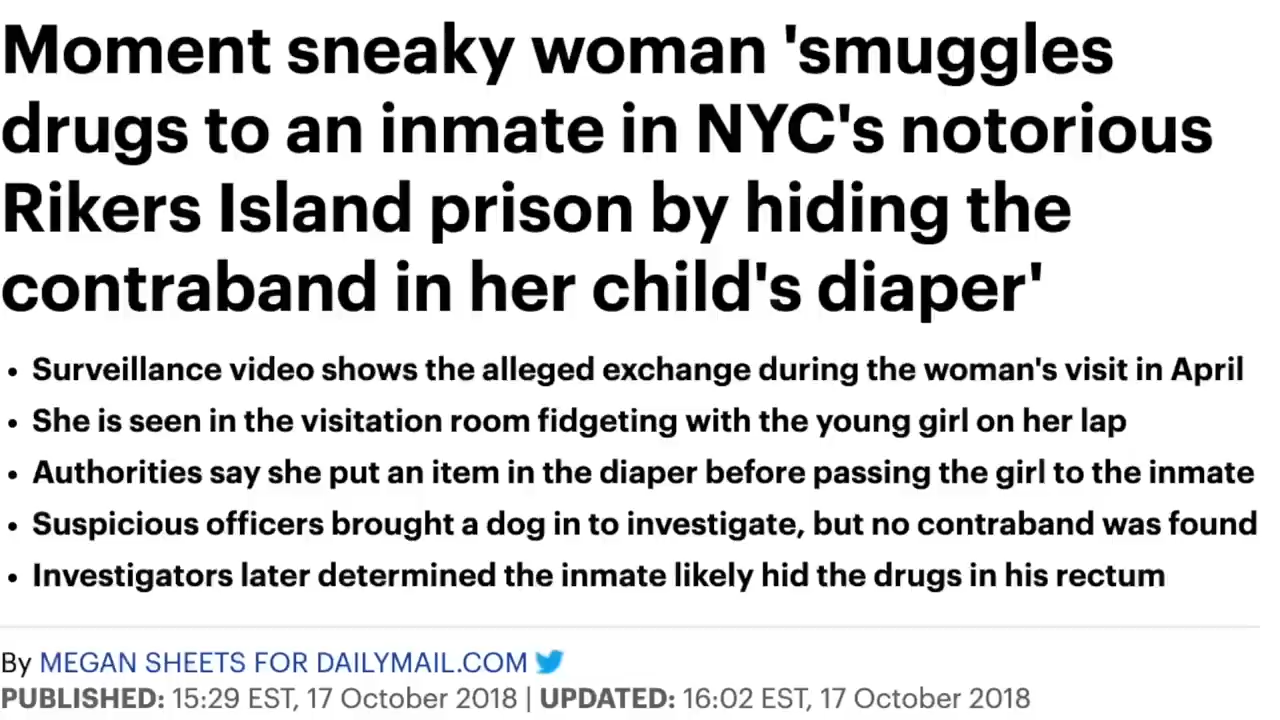 Moment sneaky woman 'smuggles
drugs to an inmate in NYC's notorious
Rikers Island prison by hiding the
contraband in her child's diaper'
• Surveillance video shows the alleged exchange during the woman's visit in April
• She is seen in the visitation room fidgeting with the young girl on her lap
• Authorities say she put an item in the diaper before passing the girl to the inmate
• Suspicious officers brought a dog in to investigate, but no contraband was found
• Investigators later determined the inmate likely hid the drugs in his rectum
By MEGAN SHEETS FOR DAILYMAIL.COM
PUBLISHED: 15:29 EST, 17 October 2018 | UPDATED: 16:02 EST, 17 October 2018